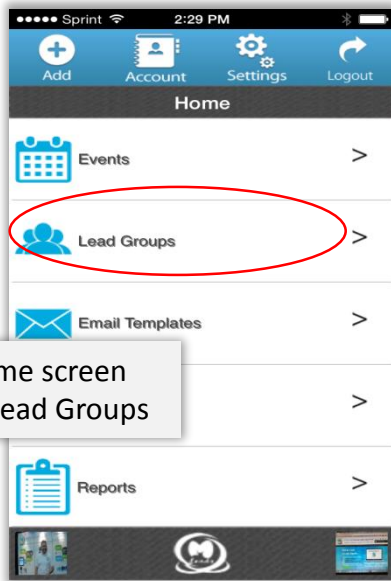 Sprint 2:29 PM
Add Account Settings Logout
Home
Events >
Lead Groups >
Email Templates >
me screen
ead Groups
>
Reports >
M